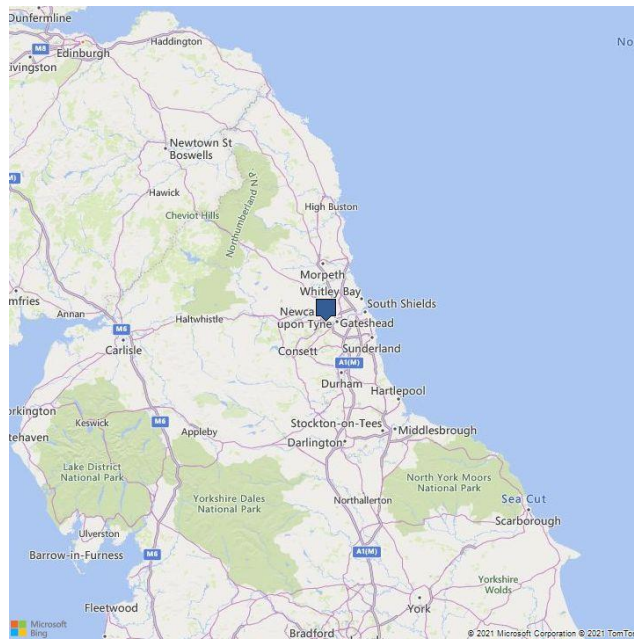 Dunfermline
Haddington
No
M8
Edinburgh
ivingston
Newtown St
Boswells
Hawick
Cheviot Hills
Northumberland N.P.
High Buston
Morpeth
Whitley Bay
South Shields
Newca
upon Tyne
Gateshead
mfries
Annan
M6
Haltwhistle
Carlisle
Consett
Sunderland
A1(M)
Durham
Hartlepool
orkington
Keswick
M6
Appleby
Stockton-on-Tees
Middlesbrough
tehaven
Darlington
Lake District
National Park
Yorkshire Dales
National Park
North York Moors
National Park
Northallerton
Sea Cut
Scarborough
Ulverston
Barrow-in-Furness
M6
A1(M)
Yorkshire
Wolds
Fleetwood
York
Microsoft
Bing
Bradford
© 2021 Microsoft Corporation © 2021 TomTo